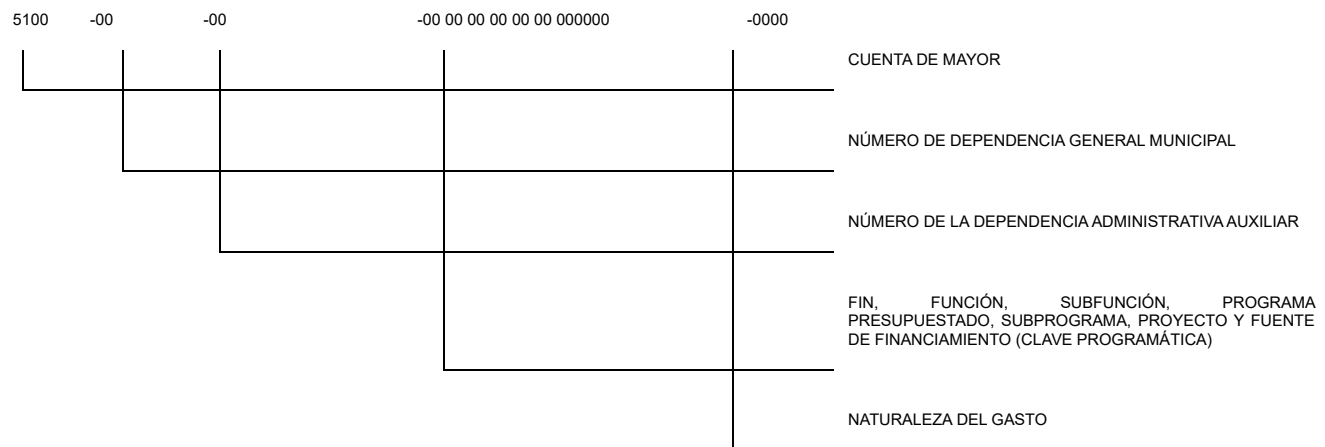 5100 -00 -00 -00 00 00 00 00 00 000000 -0000
CUENTA DE MAYOR
NÚMERO DE DEPENDENCIA GENERAL MUNICIPAL
NÚMERO DE LA DEPENDENCIA ADMINISTRATIVA AUXILIAR
FIN, FUNCIÓN, SUBFUNCIÓN, PROGRAMA
PRESUPUESTADO, SUBPROGRAMA, PROYECTO Y FUENTE
DE FINANCIAMIENTO (CLAVE PROGRAMÁTICA)
NATURALEZA DEL GASTO